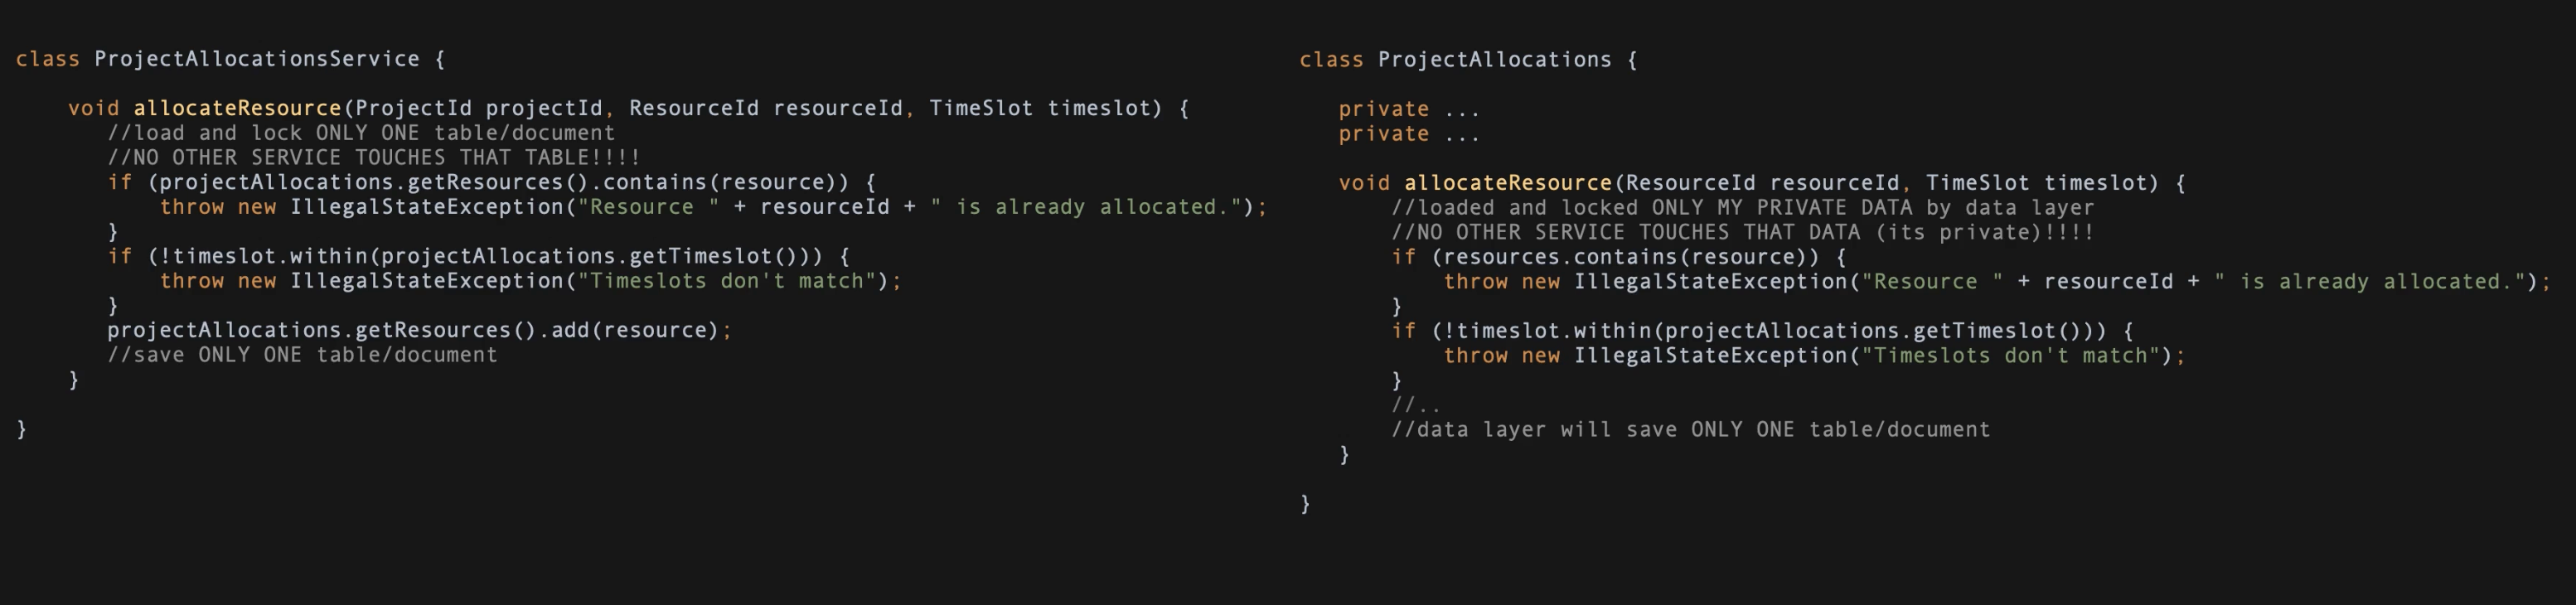 class ProjectAllocationsService {
void allocateResource(ProjectId projectId, ResourceId resourceId, TimeSlot timeslot) {
//load and lock ONLY ONE table/document
//NO OTHER SERVICE TOUCHES THAT TABLE!!!!
if (projectAllocations.getResources().contains(resource)) {
throw new IllegalStateException("Resource " + resourceId + " is already allocated.");
}
if (!timeslot.within(projectAllocations.getTimeslot())) {
throw new IllegalStateException("Timeslots don't match");
}
projectAllocations.getResources().add(resource);
//save ONLY ONE table/document
}
}
class ProjectAllocations {
private ...
private ...
void allocateResource(ResourceId resourceId, TimeSlot timeslot) {
//loaded and locked ONLY MY PRIVATE DATA by data layer
//NO OTHER SERVICE TOUCHES THAT DATA (its private)!!!!
if (resources.contains(resource)) {
throw new IllegalStateException("Resource " + resourceId + " is already allocated.");
}
if (!timeslot.within(projectAllocations.getTimeslot())) {
throw new IllegalStateException("Timeslots don't match");
}
//..
//data layer will save ONLY ONE table/document
}
}